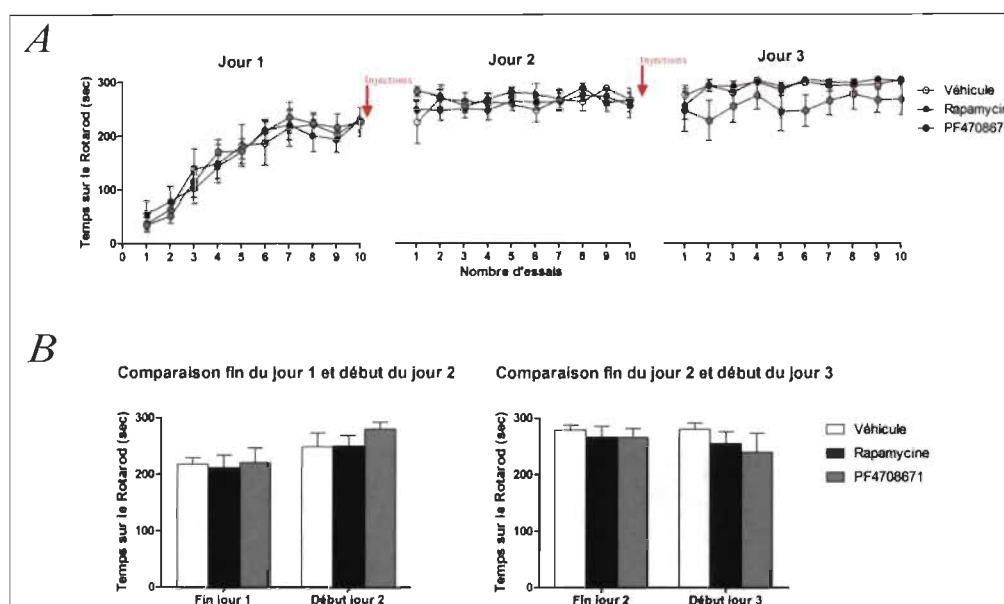 A
Jour 1
Jour 2
Jour 3
Injections
Injections
300
200
100
0
Temps sur le Rotarod (sec)
0 1 2 3 4 5 6 7 8 9 10
1 2 3 4 5 6 7 8 9 10
1 2 3 4 5 6 7 8 9 10
Nombre d'essais
Véhicule
Rapamycine
PF470867
B
Comparaison fin du jour 1 et début du jour 2
Comparaison fin du jour 2 et début du jour 3
300
200
100
0
Temps sur le Rotarod (sec)
Fin jour 1
Début jour 2
300
200
100
0
Temps sur le Rotarod (sec)
Fin jour 2
Début jour 3
Véhicule
Rapamycine
PF4708671